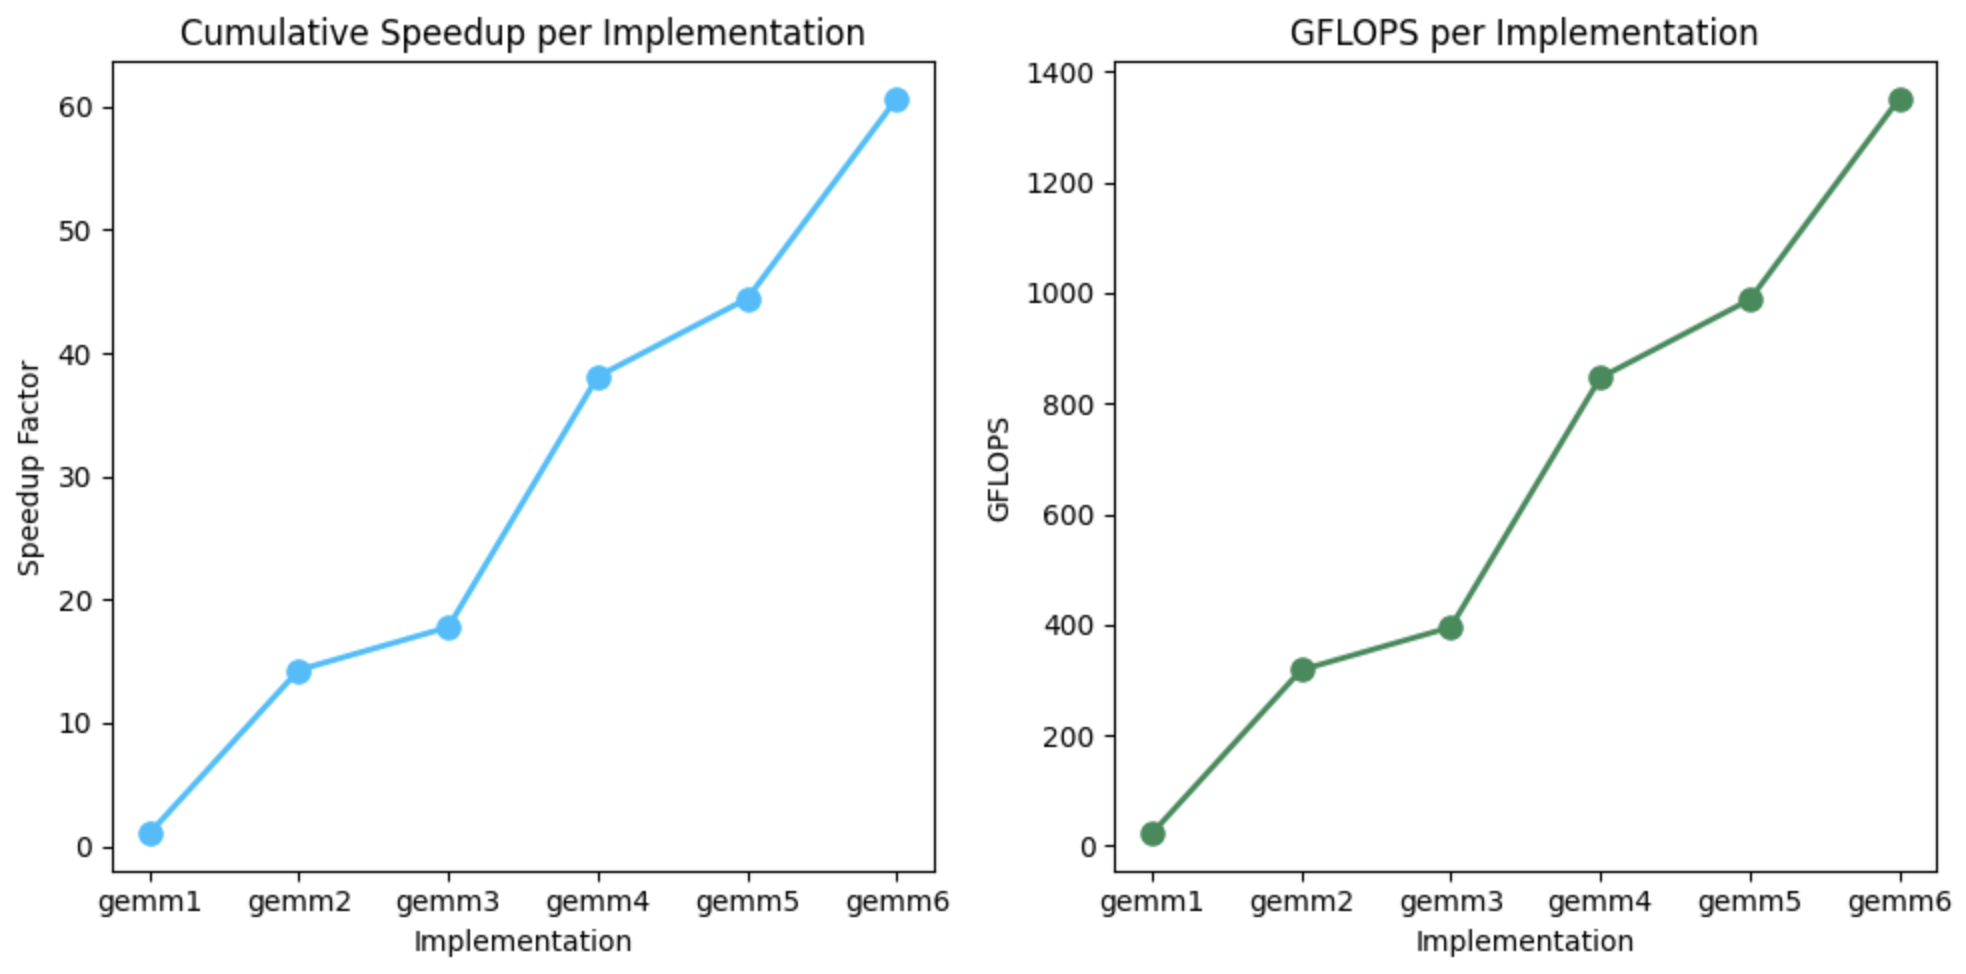 Cumulative Speedup per Implementation
60
50
40
30
20
10
0
Speedup Factor
gemm1 gemm2 gemm3 gemm4 gemm5 gemm6
Implementation
GFLOPS per Implementation
1400
1200
1000
800
600
400
200
0
GFLOPS
gemm1 gemm2 gemm3 gemm4 gemm5 gemm6
Implementation